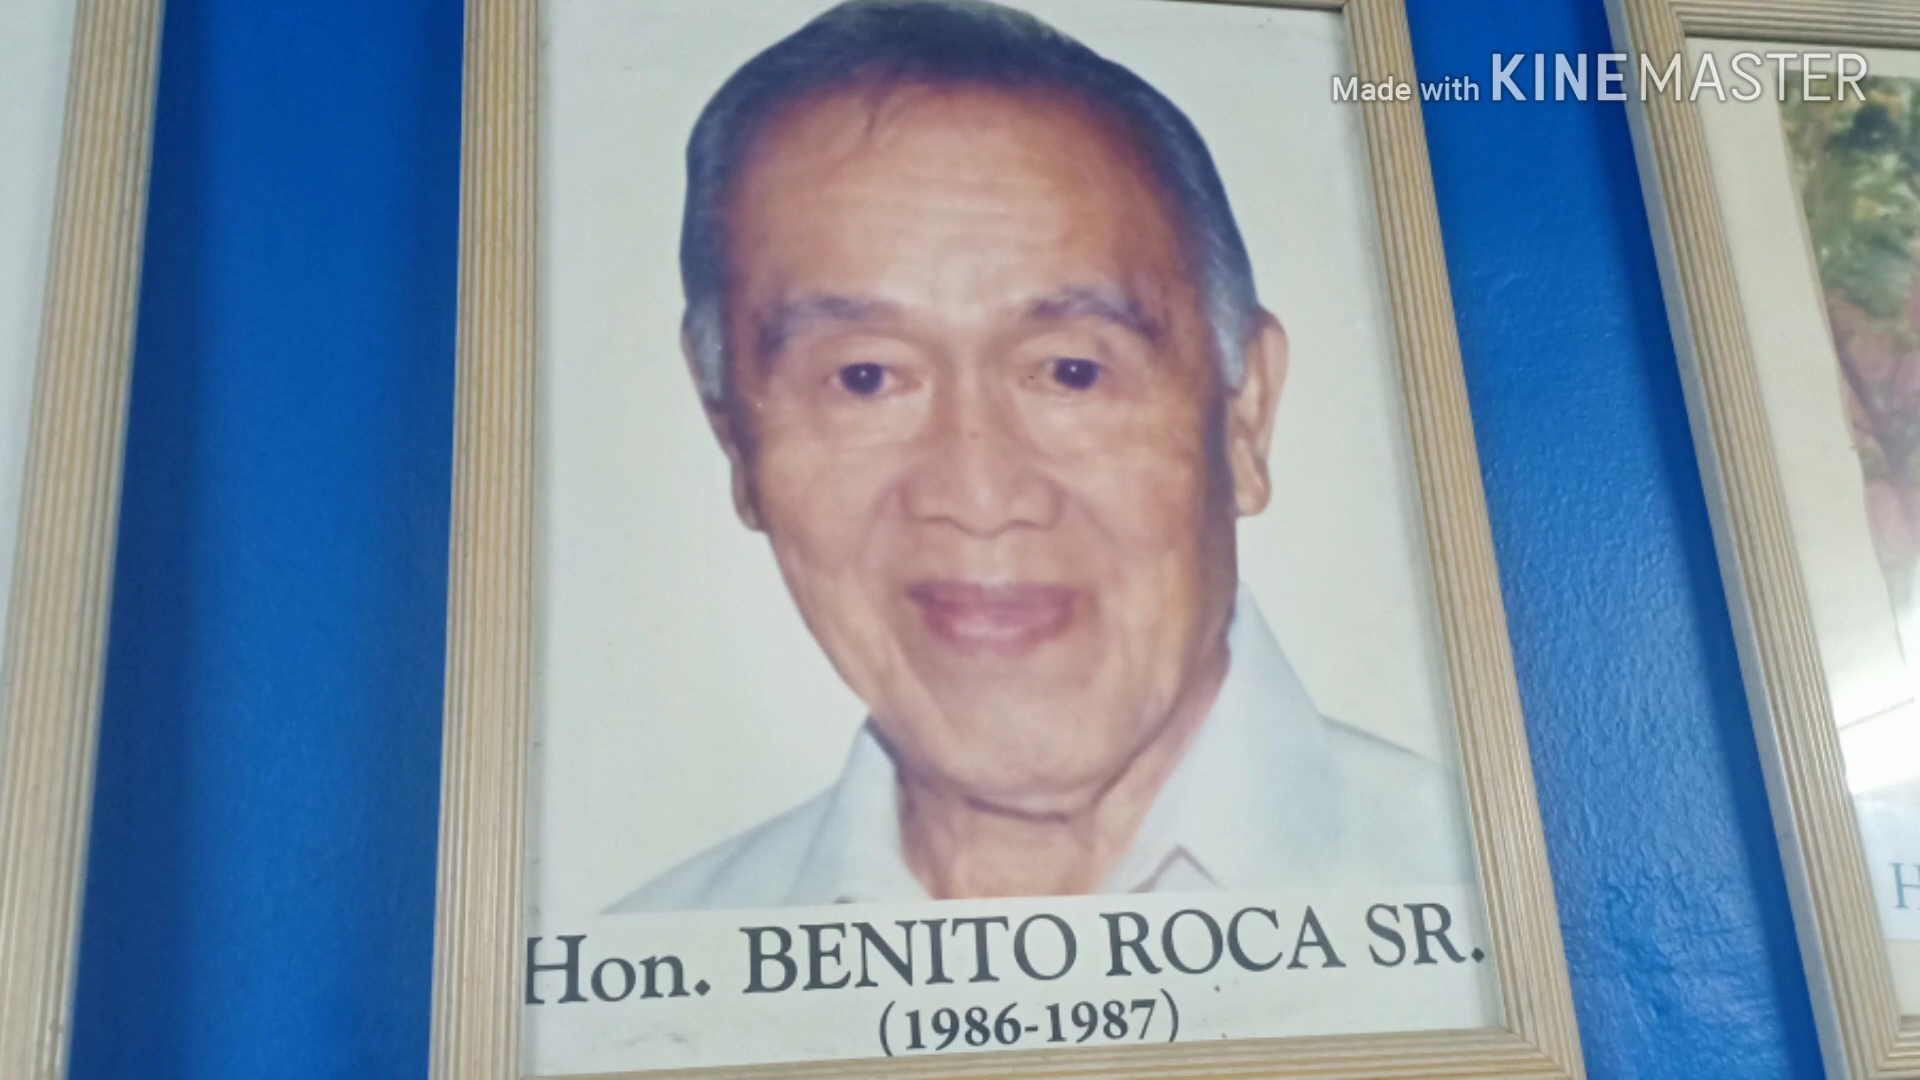 Made with KINEMASTER
Hon. BENITO ROCA SR.
(1986-1987)
H